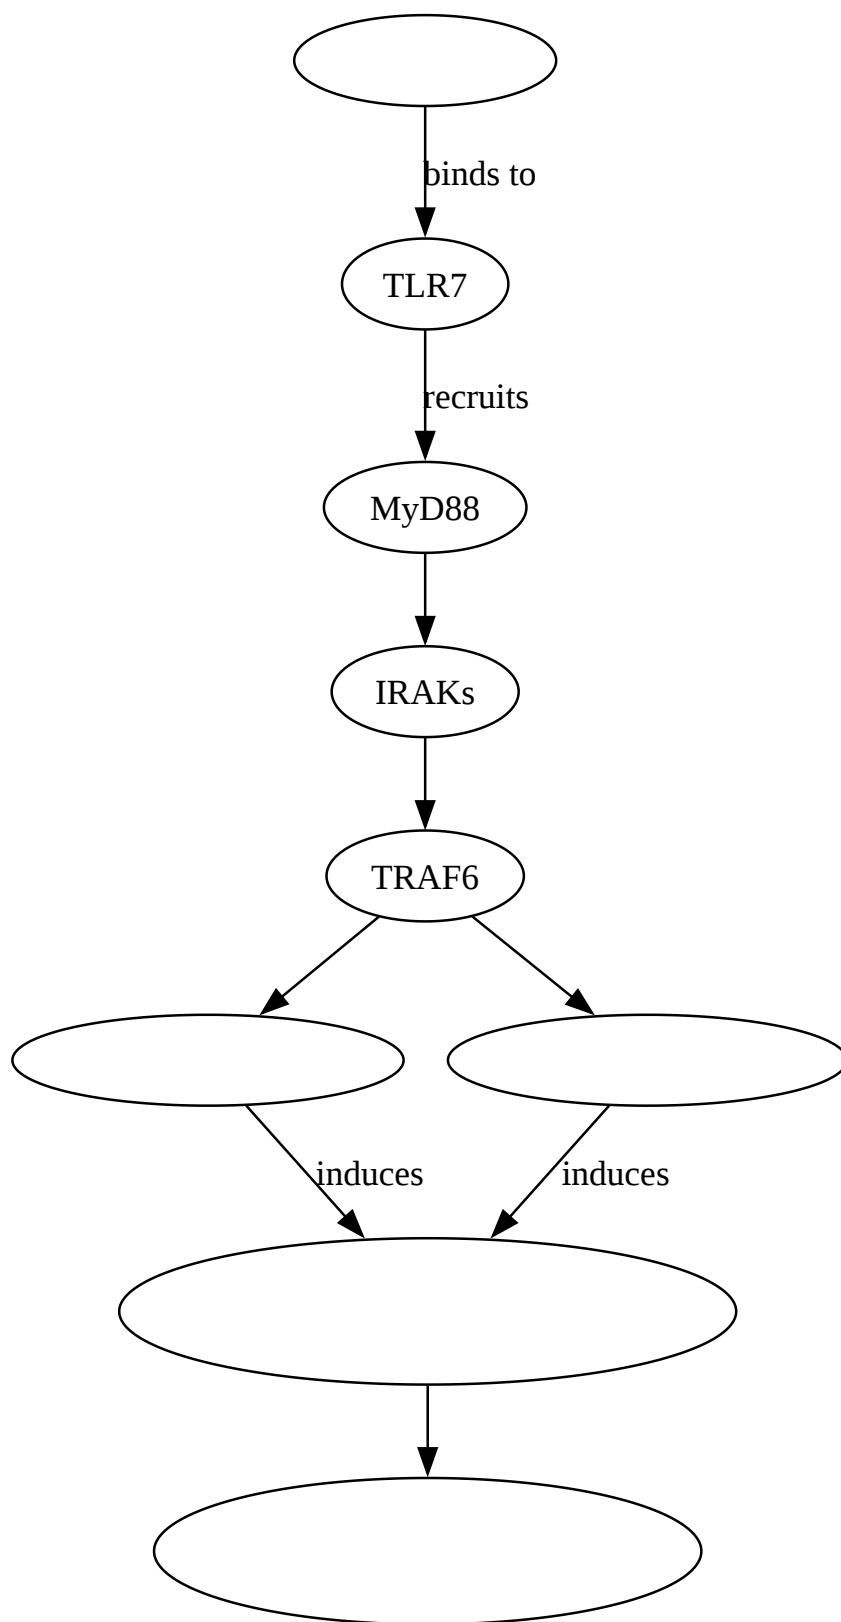 binds to
TLR7
recruits
MyD88
IRAKs
TRAF6
induces
induces